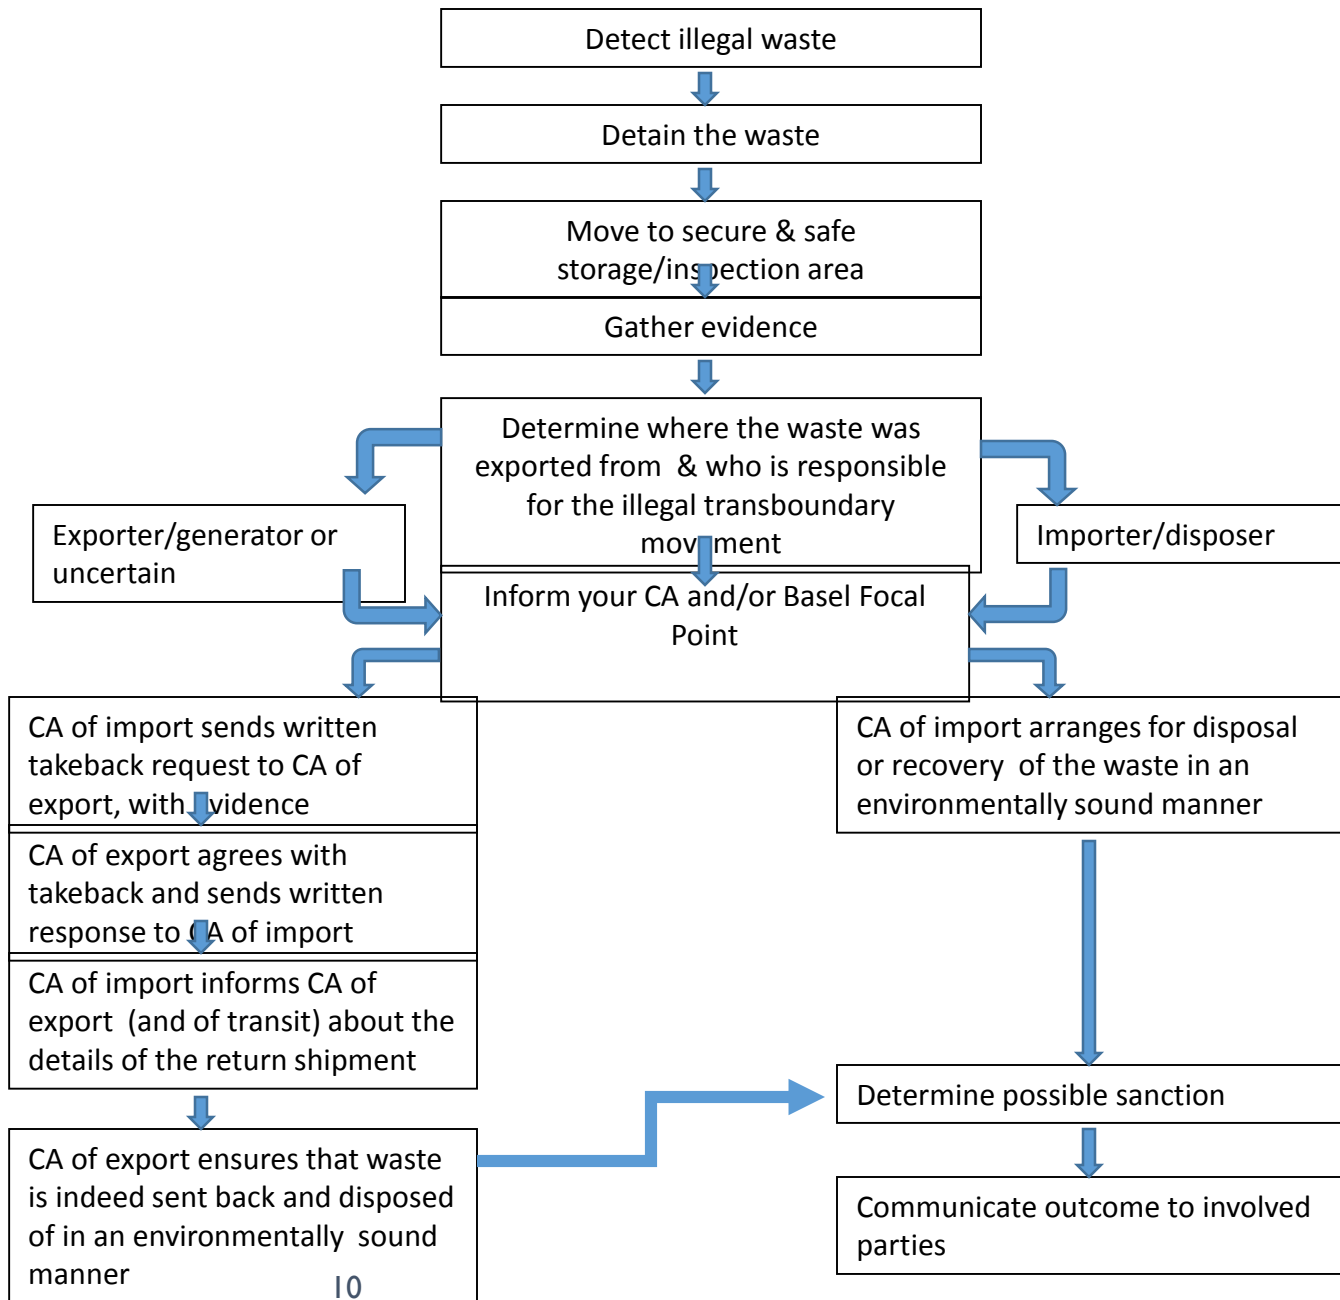 Detect illegal waste
Detain the waste
Move to secure & safe
storage/inspection area
Gather evidence
Determine where the waste was
exported from & who is responsible
for the illegal transboundary
movement
Exporter/generator or
uncertain
Importer/disposer
Inform your CA and/or Basel Focal
Point
CA of import sends written
takeback request to CA of
export, with evidence
CA of export agrees with
takeback and sends written
response to CA of import
CA of import informs CA of
export (and of transit) about the
details of the return shipment
CA of export ensures that waste
is indeed sent back and disposed
of in an environmentally sound
manner
CA of import arranges for disposal
or recovery of the waste in an
environmentally sound manner
Determine possible sanction
Communicate outcome to involved
parties
10